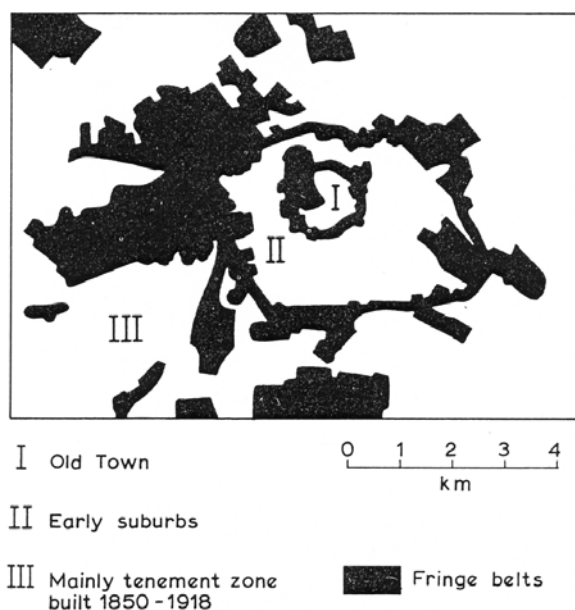 I
II
III
I Old Town
0 1 2 3 4
km
II Early suburbs
III Mainly tenement zone
built 1850-1918
Fringe belts